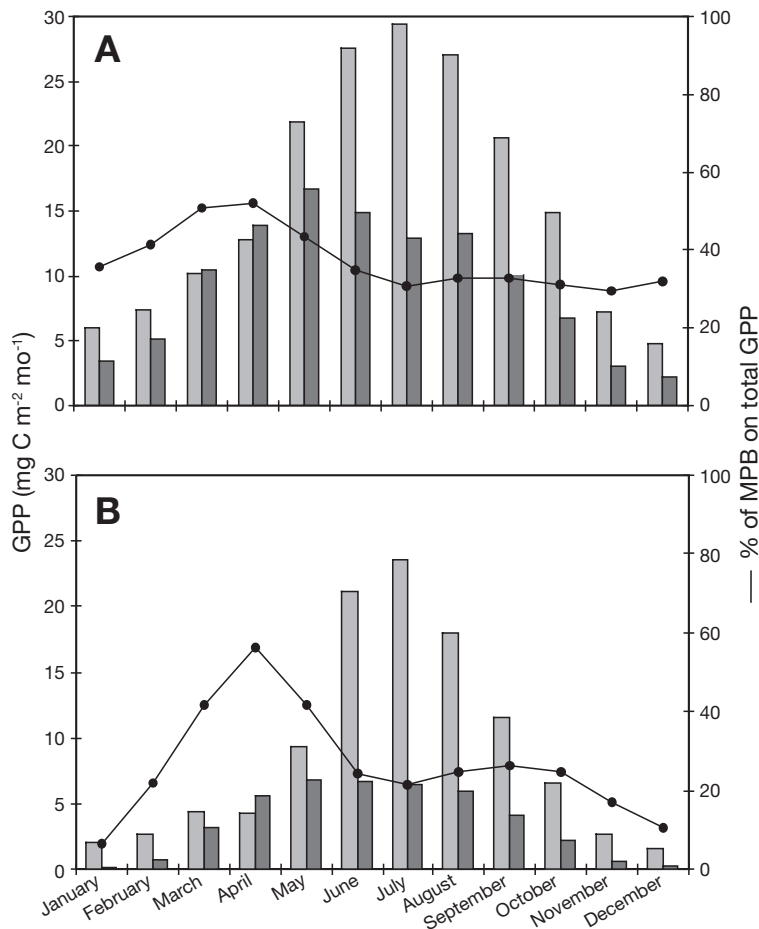 A
30
25
20
15
10
5
0
100
80
60
40
20
0
GPP (mg C m⁻² mo⁻¹)
— % of MPB on total GPP
B
30
25
20
15
10
5
0
100
80
60
40
20
0
January
February
March
April
May
June
July
August
September
October
November
December